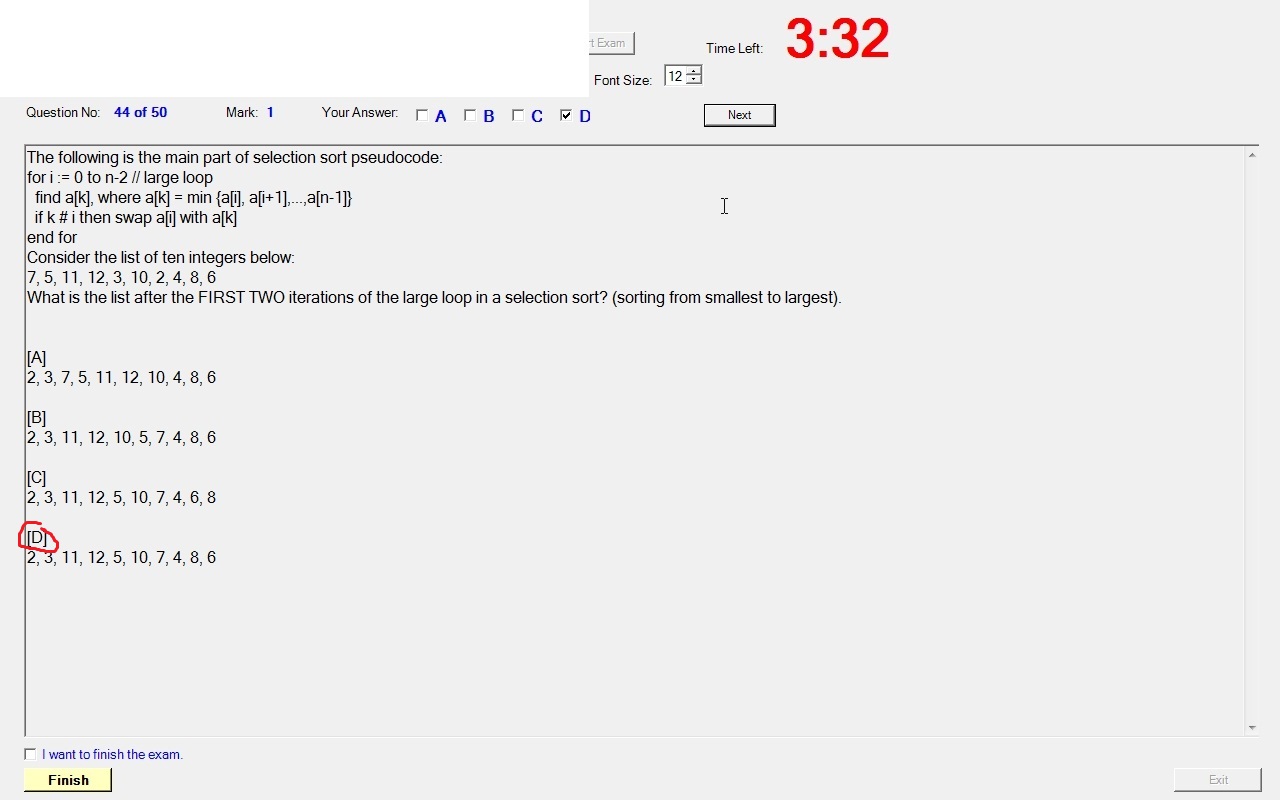 t Exam
Time Left: 3:32
Font Size: 12
Question No: 44 of 50 Mark: 1 Your Answer: A B C D Next
The following is the main part of selection sort pseudocode:
for i := 0 to n-2 // large loop
find a[k], where a[k] = min {a[i], a[i+1],...,a[n-1]}
if k # i then swap a[i] with a[k]
end for
Consider the list of ten integers below:
7, 5, 11, 12, 3, 10, 2, 4, 8, 6
What is the list after the FIRST TWO iterations of the large loop in a selection sort? (sorting from smallest to largest).
[A]
2, 3, 7, 5, 11, 12, 10, 4, 8, 6
[B]
2, 3, 11, 12, 10, 5, 7, 4, 8, 6
[C]
2, 3, 11, 12, 5, 10, 7, 4, 6, 8
[D]
2, 3, 11, 12, 5, 10, 7, 4, 8, 6
I want to finish the exam.
Finish Exit